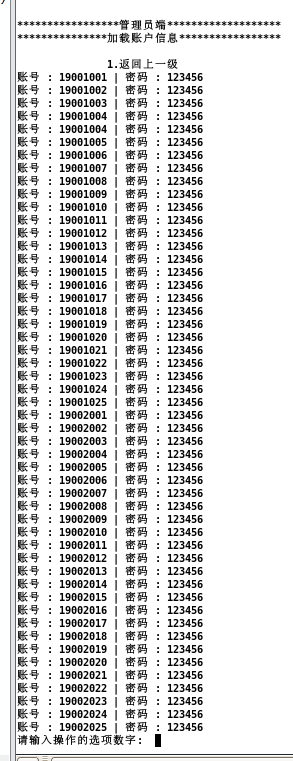 *****************管理员端*******************
***************加载账户信息*****************
1.返回上一级
账号 : 19001001 | 密码 : 123456
账号 : 19001002 | 密码 : 123456
账号 : 19001003 | 密码 : 123456
账号 : 19001004 | 密码 : 123456
账号 : 19001004 | 密码 : 123456
账号 : 19001005 | 密码 : 123456
账号 : 19001006 | 密码 : 123456
账号 : 19001007 | 密码 : 123456
账号 : 19001008 | 密码 : 123456
账号 : 19001009 | 密码 : 123456
账号 : 19001010 | 密码 : 123456
账号 : 19001011 | 密码 : 123456
账号 : 19001012 | 密码 : 123456
账号 : 19001013 | 密码 : 123456
账号 : 19001014 | 密码 : 123456
账号 : 19001015 | 密码 : 123456
账号 : 19001016 | 密码 : 123456
账号 : 19001017 | 密码 : 123456
账号 : 19001018 | 密码 : 123456
账号 : 19001019 | 密码 : 123456
账号 : 19001020 | 密码 : 123456
账号 : 19001021 | 密码 : 123456
账号 : 19001022 | 密码 : 123456
账号 : 19001023 | 密码 : 123456
账号 : 19001024 | 密码 : 123456
账号 : 19001025 | 密码 : 123456
账号 : 19002001 | 密码 : 123456
账号 : 19002002 | 密码 : 123456
账号 : 19002003 | 密码 : 123456
账号 : 19002004 | 密码 : 123456
账号 : 19002005 | 密码 : 123456
账号 : 19002006 | 密码 : 123456
账号 : 19002007 | 密码 : 123456
账号 : 19002008 | 密码 : 123456
账号 : 19002009 | 密码 : 123456
账号 : 19002010 | 密码 : 123456
账号 : 19002011 | 密码 : 123456
账号 : 19002012 | 密码 : 123456
账号 : 19002013 | 密码 : 123456
账号 : 19002014 | 密码 : 123456
账号 : 19002015 | 密码 : 123456
账号 : 19002016 | 密码 : 123456
账号 : 19002017 | 密码 : 123456
账号 : 19002018 | 密码 : 123456
账号 : 19002019 | 密码 : 123456
账号 : 19002020 | 密码 : 123456
账号 : 19002021 | 密码 : 123456
账号 : 19002022 | 密码 : 123456
账号 : 19002023 | 密码 : 123456
账号 : 19002024 | 密码 : 123456
账号 : 19002025 | 密码 : 123456
请输入操作的选项数字: